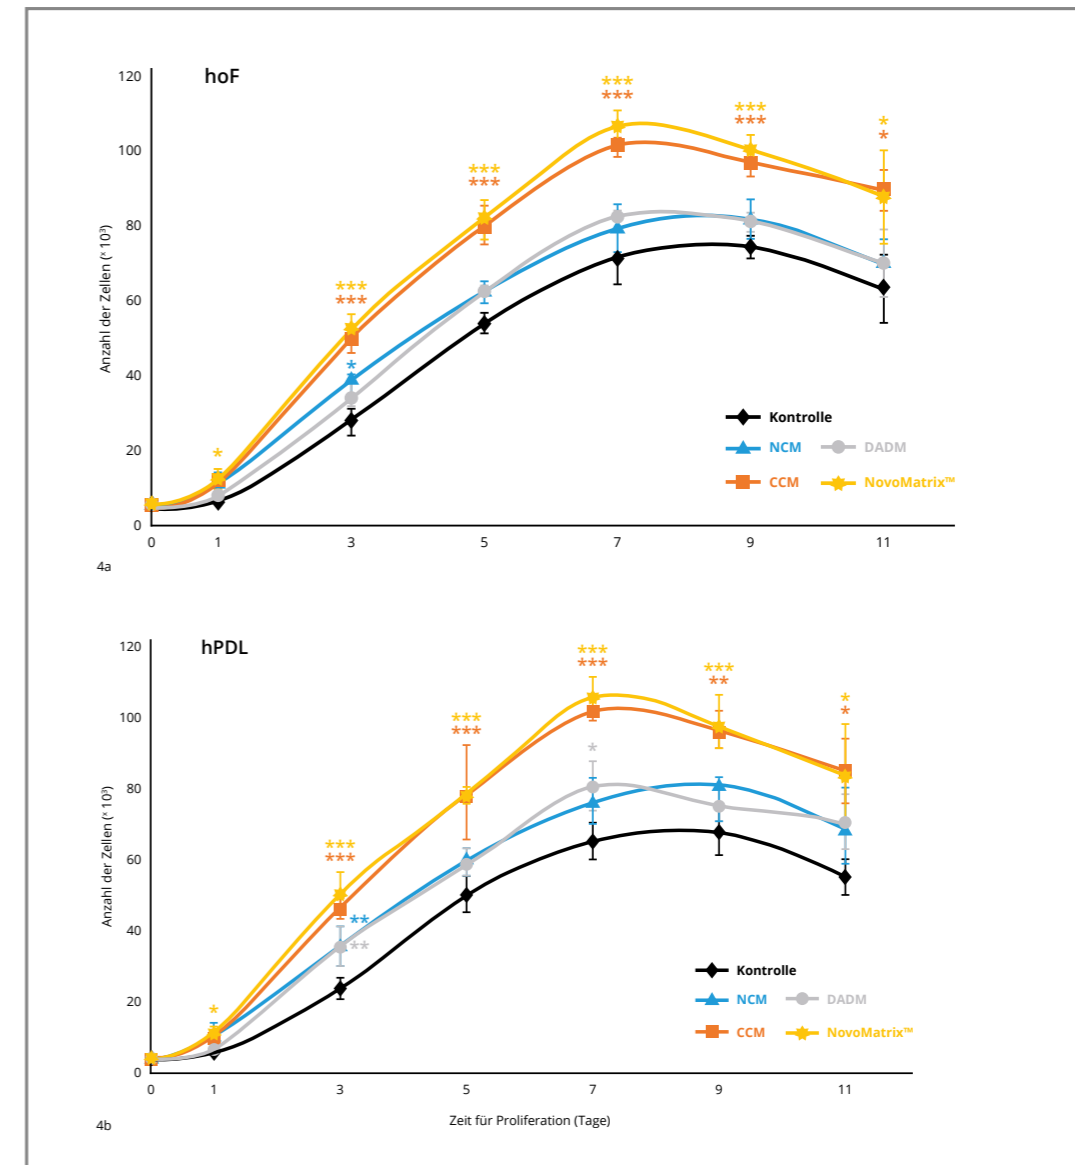 hoF
120
100
80
60
40
20
0
Anzahl der Zellen (× 10³)
***
***
***
***
***
***
***
***
*
*
*
*
Kontrolle
NCM DADM
CCM NovoMatrix™
0 1 3 5 7 9 11
4a
hPDL
120
100
80
60
40
20
0
Anzahl der Zellen (× 10³)
***
***
***
**
*
*
***
***
*
***
***
**
**
*
Kontrolle
NCM DADM
CCM NovoMatrix™
0 1 3 5 7 9 11
Zeit für Proliferation (Tage)
4b